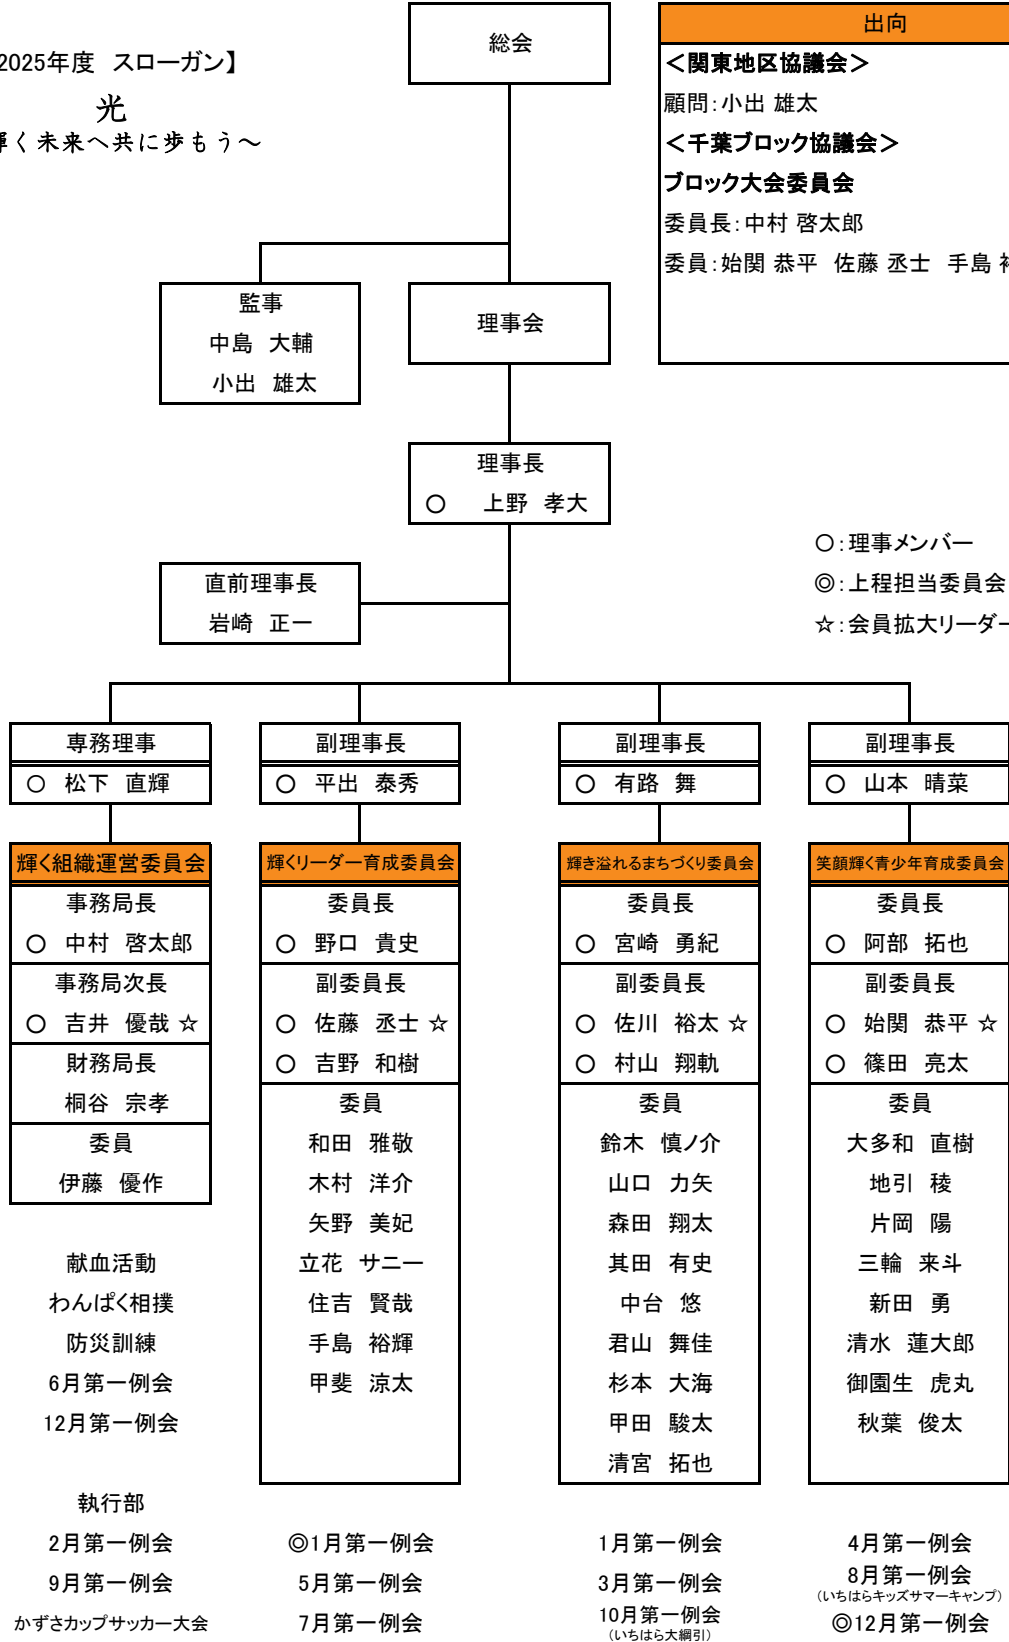 2025年度 スローガン】
光
輝く未来へ共に歩もう～
総会
出向
＜関東地区協議会＞
顧問：小出 雄太
＜千葉ブロック協議会＞
ブロック大会委員会
委員長：中村 啓太郎
委員：始関 恭平 佐藤 丞士 手島
監事
中島 大輔
小出 雄太
理事会
理事長
○ 上野 孝大
○：理事メンバー
◎：上程担当委員会
☆：会員拡大リーダー
直前理事長
岩崎 正一
専務理事
○ 松下 直輝
輝く組織運営委員会
事務局長
○ 中村 啓太郎
事務局次長
○ 吉井 優哉 ☆
財務局長
桐谷 宗孝
委員
伊藤 優作
献血活動
わんぱく相撲
防災訓練
6月第一例会
12月第一例会
執行部
2月第一例会
9月第一例会
かずさカップサッカー大会
副理事長
○ 平出 泰秀
輝くリーダー育成委員会
委員長
○ 野口 貴史
副委員長
○ 佐藤 丞士 ☆
○ 吉野 和樹
委員
和田 雅敬
木村 洋介
矢野 美妃
立花 サニー
住吉 賢哉
手島 裕輝
甲斐 涼太
◎1月第一例会
5月第一例会
7月第一例会
副理事長
○ 有路 舞
輝き溢れるまちづくり委員会
委員長
○ 宮崎 勇紀
副委員長
○ 佐川 裕太 ☆
○ 村山 翔軌
委員
鈴木 慎ノ介
山口 力矢
森田 翔太
其田 有史
中台 悠
君山 舞佳
杉本 大海
甲田 駿太
清宮 拓也
1月第一例会
3月第一例会
10月第一例会
（いちはら大綱引）
副理事長
○ 山本 晴菜
笑顔輝く青少年育成委員会
委員長
○ 阿部 拓也
副委員長
○ 始関 恭平 ☆
○ 篠田 亮太
委員
大多和 直樹
地引 稜
片岡 陽
三輪 来斗
新田 勇
清水 蓮大郎
御園生 虎丸
秋葉 俊太
4月第一例会
8月第一例会
（いちはらキッズサマーキャンプ）
◎12月第一例会